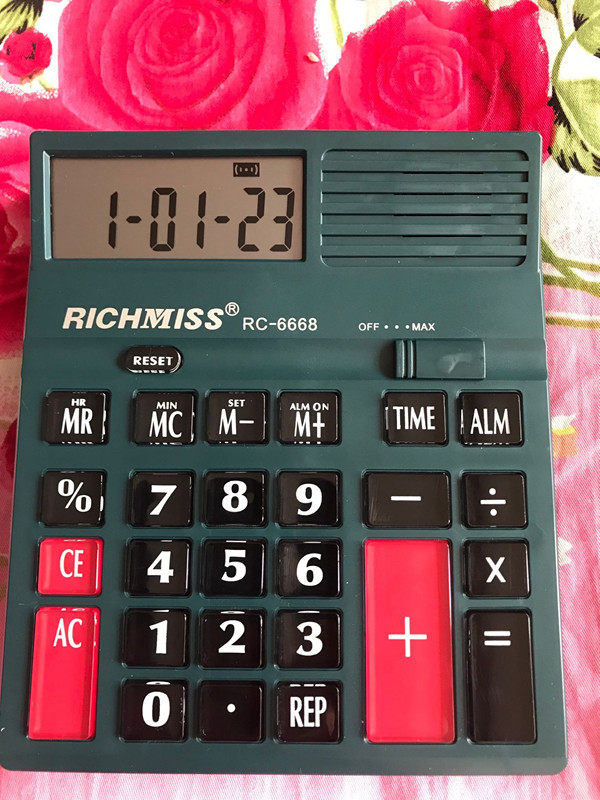 1-01-23
RICHMISS® RC-6668
OFF • • • MAX
RESET
HR MIN SET ALM ON
MR MC M− M+ TIME ALM
% 7 8 9 − ÷
CE 4 5 6 + X
AC 1 2 3 =
0 . REP